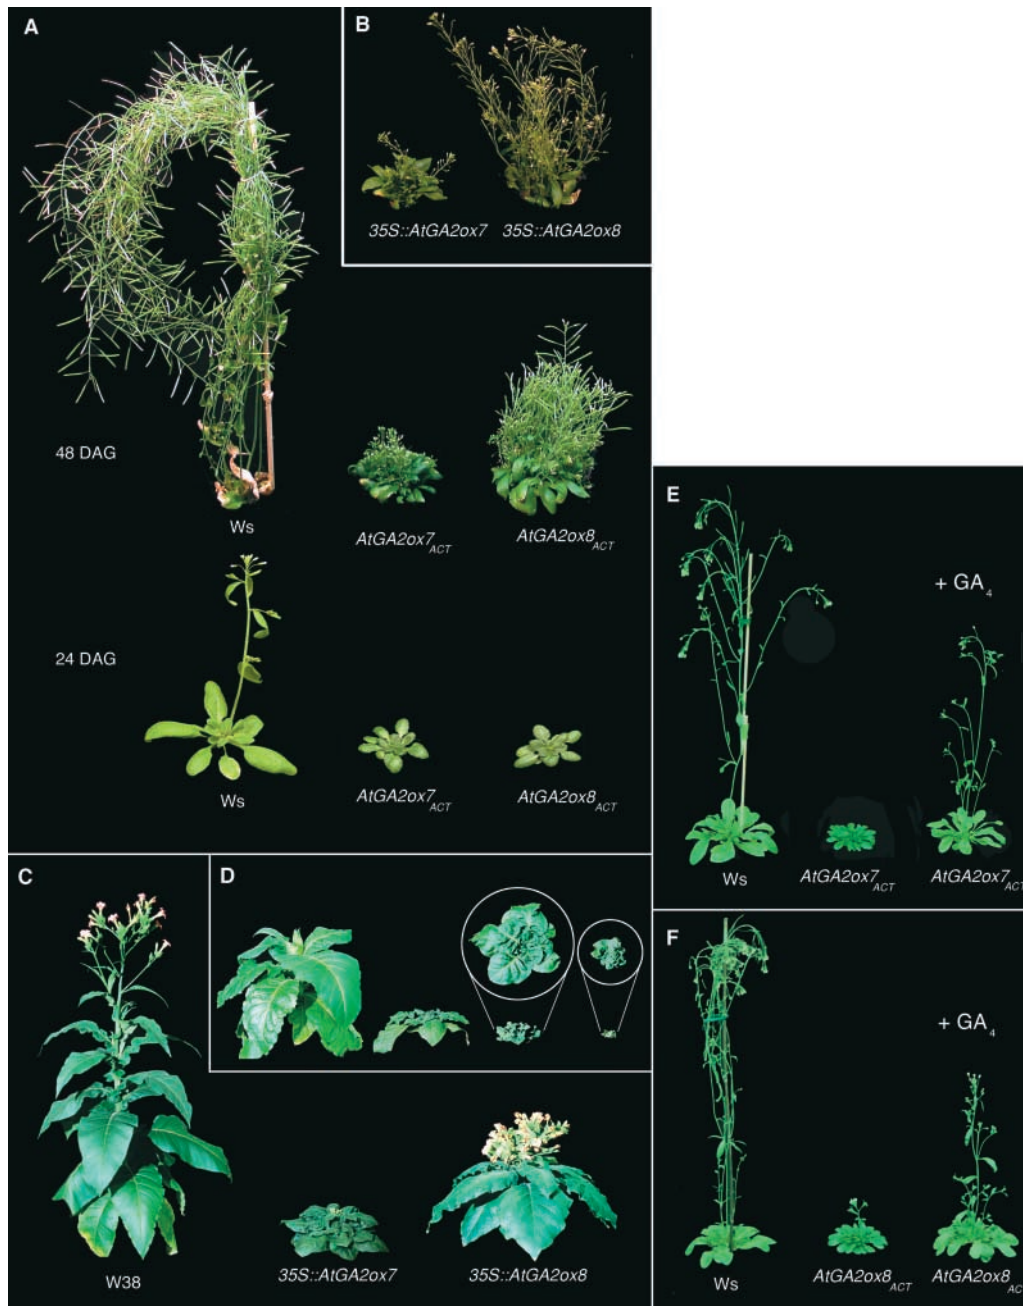 A
B
35S::AtGA2ox7 35S::AtGA2ox8
48 DAG
Ws
AtGA2ox7ACT
AtGA2ox8ACT
24 DAG
Ws
AtGA2ox7ACT
AtGA2ox8ACT
C
D
W38
35S::AtGA2ox7
35S::AtGA2ox8
E
+ GA4
Ws
AtGA2ox7ACT
AtGA2ox7ACT
F
+ GA4
Ws
AtGA2ox8ACT
AtGA2ox8AC